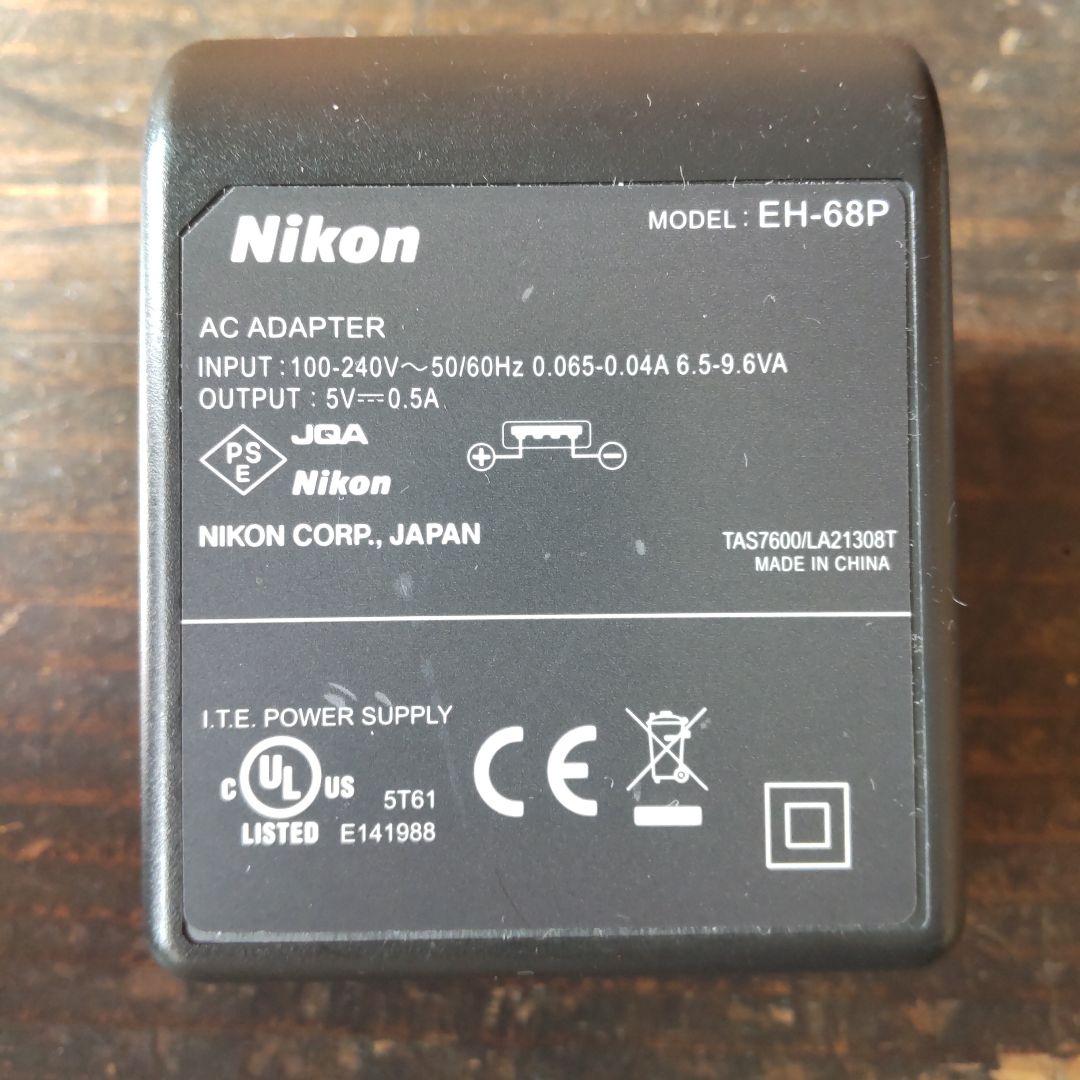 Nikon
MODEL : EH-68P
AC ADAPTER
INPUT : 100-240V～50/60Hz 0.065-0.04A 6.5-9.6VA
OUTPUT : 5V⎓0.5A
PS
E
JQA
Nikon
+ −
NIKON CORP., JAPAN
TAS7600/LA21308T
MADE IN CHINA
I.T.E. POWER SUPPLY
C UL US
LISTED
5T61
E141988
CE